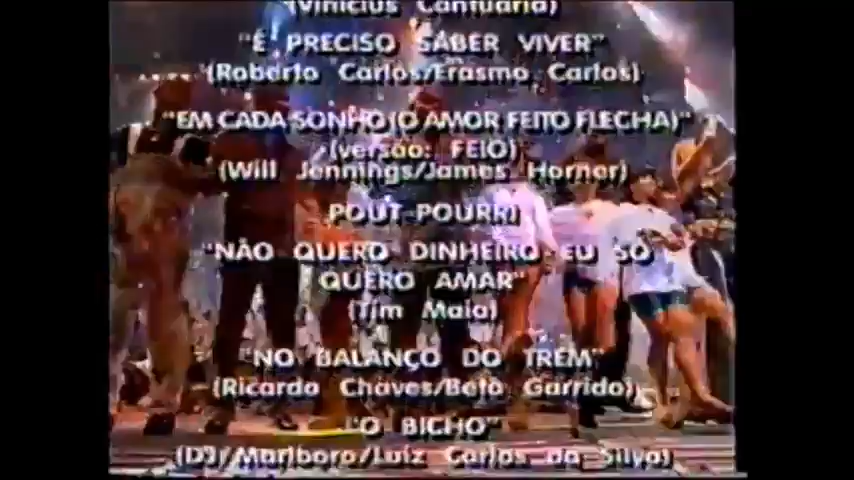 (Vinicius Cantuária)
"É PRECISO SABER VIVER"
(Roberto Carlos/Erasmo Carlos)
"EM CADA SONHO(O AMOR FEITO FLECHA)"
(versão: FEIO)
(Will Jennings/James Horner)
POUT-POURRI
"NÃO QUERO DINHEIRO EU SÓ
QUERO AMAR"
(Tim Maia)
"NO BALANÇO DO TREM"
(Ricardo Chaves/Beto Garrido)
"O BICHO"
(DJ/Marlboro/Luiz Carlos da Silva)